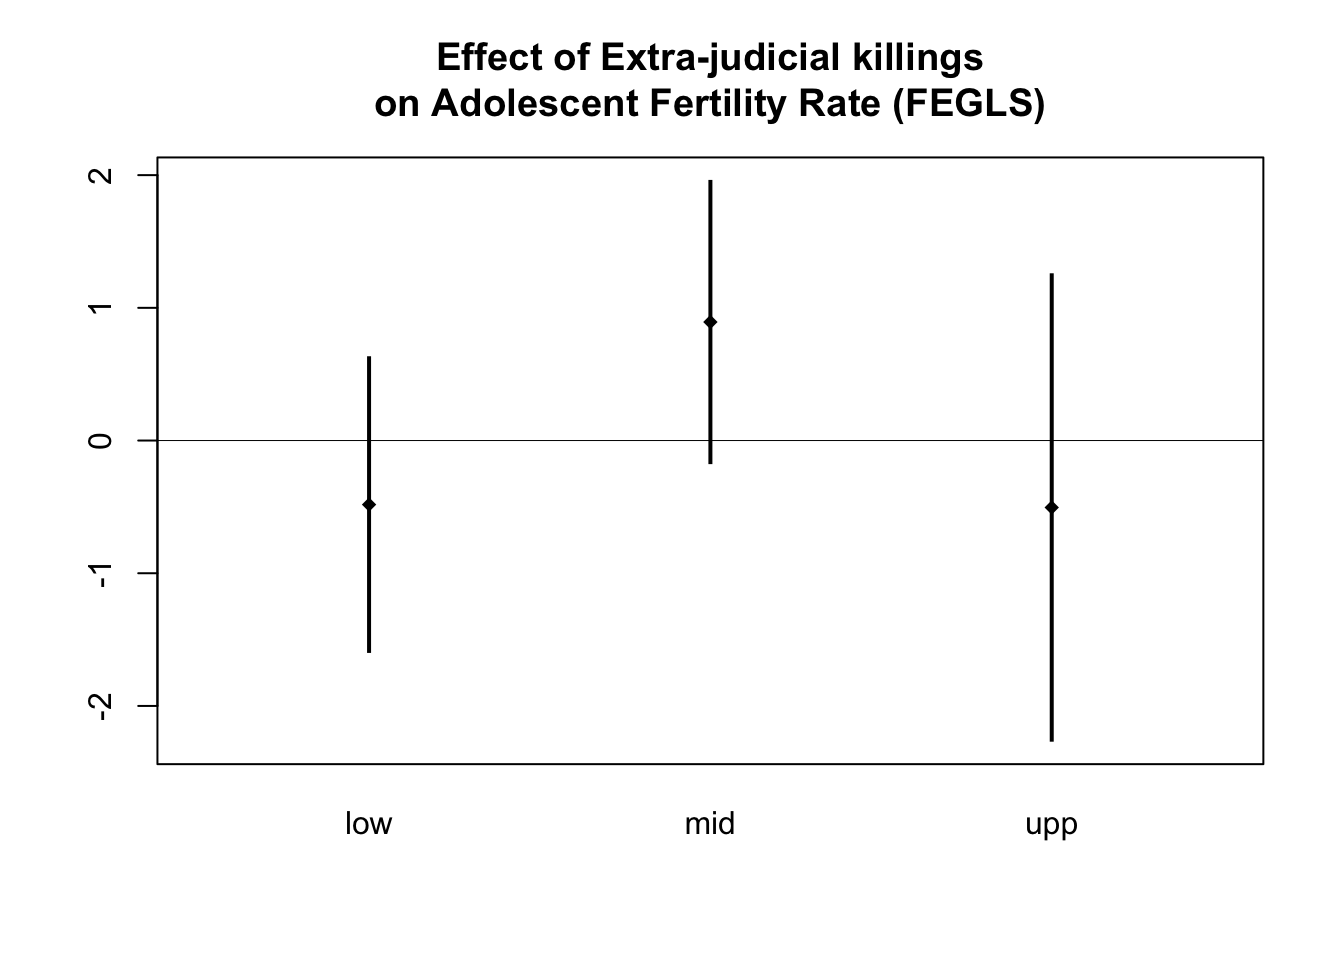 Effect of Extra-judicial killings
on Adolescent Fertility Rate (FEGLS)
2
1
0
-1
-2
low mid upp